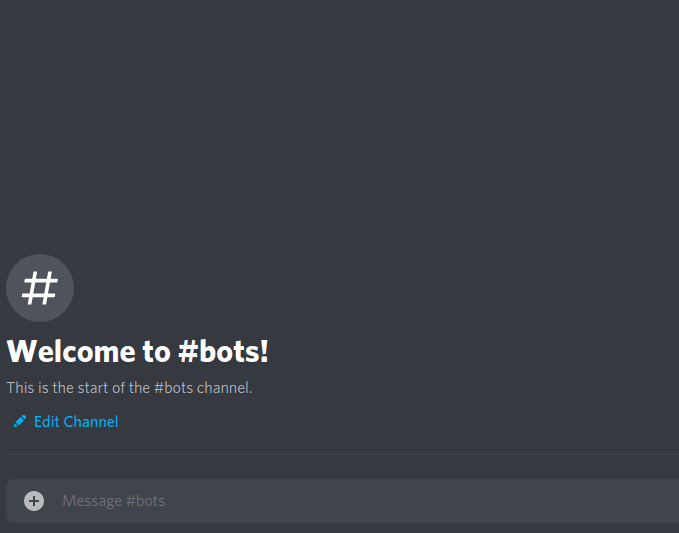 #
Welcome to #bots!
This is the start of the #bots channel.
Edit Channel
Message #bots